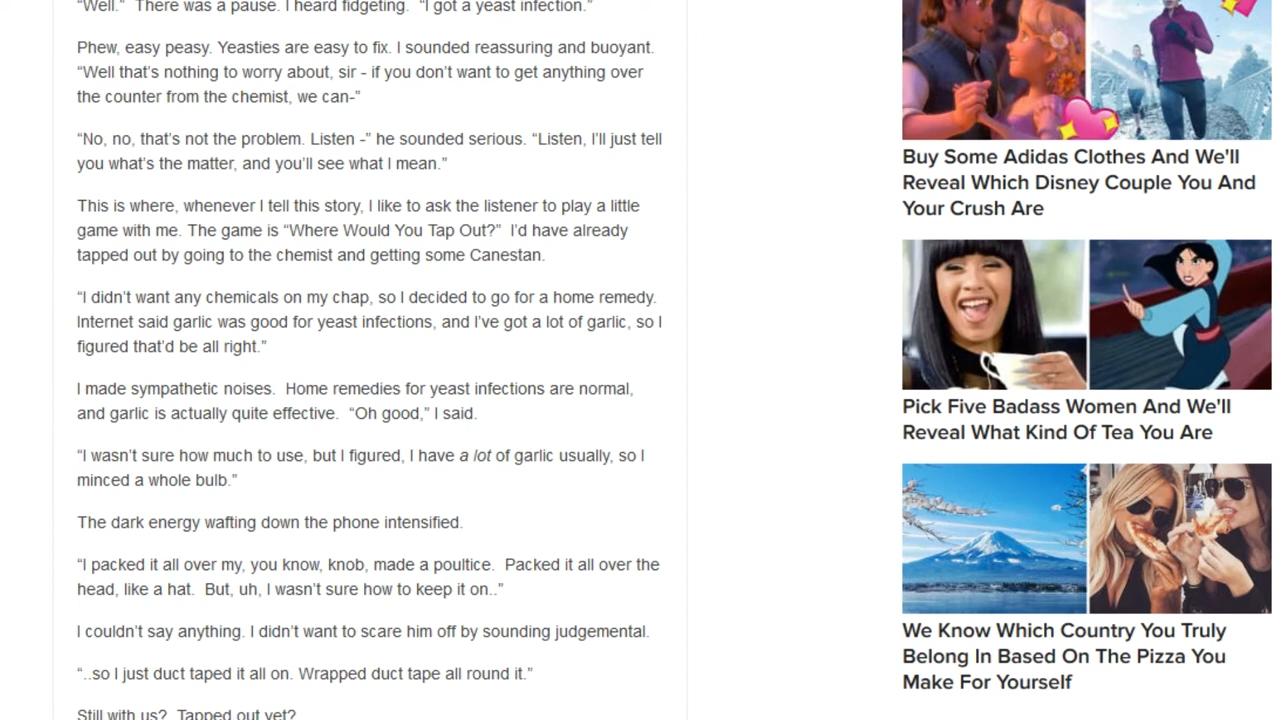 “Well.”  There was a pause. I heard fidgeting.  “I got a yeast infection.”
Phew, easy peasy. Yeasties are easy to fix. I sounded reassuring and buoyant.
“Well that’s nothing to worry about, sir - if you don’t want to get anything over
the counter from the chemist, we can-”
“No, no, that’s not the problem. Listen -” he sounded serious. “Listen, I’ll just tell
you what’s the matter, and you’ll see what I mean.”
This is where, whenever I tell this story, I like to ask the listener to play a little
game with me. The game is “Where Would You Tap Out?”  I’d have already
tapped out by going to the chemist and getting some Canestan.
“I didn’t want any chemicals on my chap, so I decided to go for a home remedy.
Internet said garlic was good for yeast infections, and I’ve got a lot of garlic, so I
figured that’d be all right.”
I made sympathetic noises.  Home remedies for yeast infections are normal,
and garlic is actually quite effective.  “Oh good,” I said.
“I wasn’t sure how much to use, but I figured, I have a lot of garlic usually, so I
minced a whole bulb.”
The dark energy wafting down the phone intensified.
“I packed it all over my, you know, knob, made a poultice.  Packed it all over the
head, like a hat.  But, uh, I wasn’t sure how to keep it on..”
I couldn’t say anything. I didn’t want to scare him off by sounding judgemental.
“..so I just duct taped it all on. Wrapped duct tape all round it.”
Still with us?  Tapped out yet?
Buy Some Adidas Clothes And We'll
Reveal Which Disney Couple You And
Your Crush Are
Pick Five Badass Women And We'll
Reveal What Kind Of Tea You Are
We Know Which Country You Truly
Belong In Based On The Pizza You
Make For Yourself